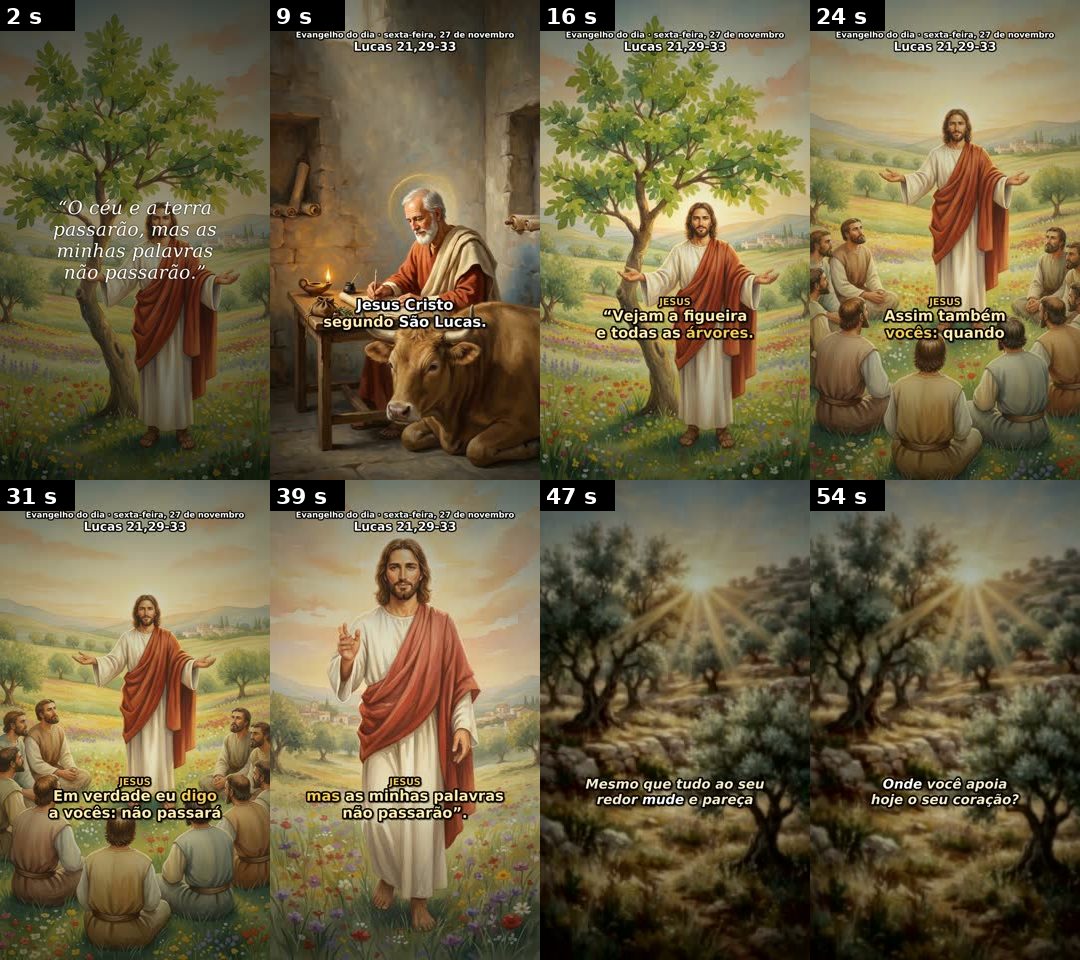 2 s
“O céu e a terra
passarão, mas as
minhas palavras
não passarão.”
9 s
Evangelho do dia · sexta-feira, 27 de novembro
Lucas 21,29-33
Jesus Cristo
segundo São Lucas.
16 s
Evangelho do dia · sexta-feira, 27 de novembro
Lucas 21,29-33
JESUS
“Vejam a figueira
e todas as árvores.
24 s
Evangelho do dia · sexta-feira, 27 de novembro
Lucas 21,29-33
JESUS
Assim também
vocês: quando
31 s
Evangelho do dia · sexta-feira, 27 de novembro
Lucas 21,29-33
JESUS
Em verdade eu digo
a vocês: não passará
39 s
Evangelho do dia · sexta-feira, 27 de novembro
Lucas 21,29-33
JESUS
mas as minhas palavras
não passarão”.
47 s
Mesmo que tudo ao seu
redor mude e pareça
54 s
Onde você apoia
hoje o seu coração?